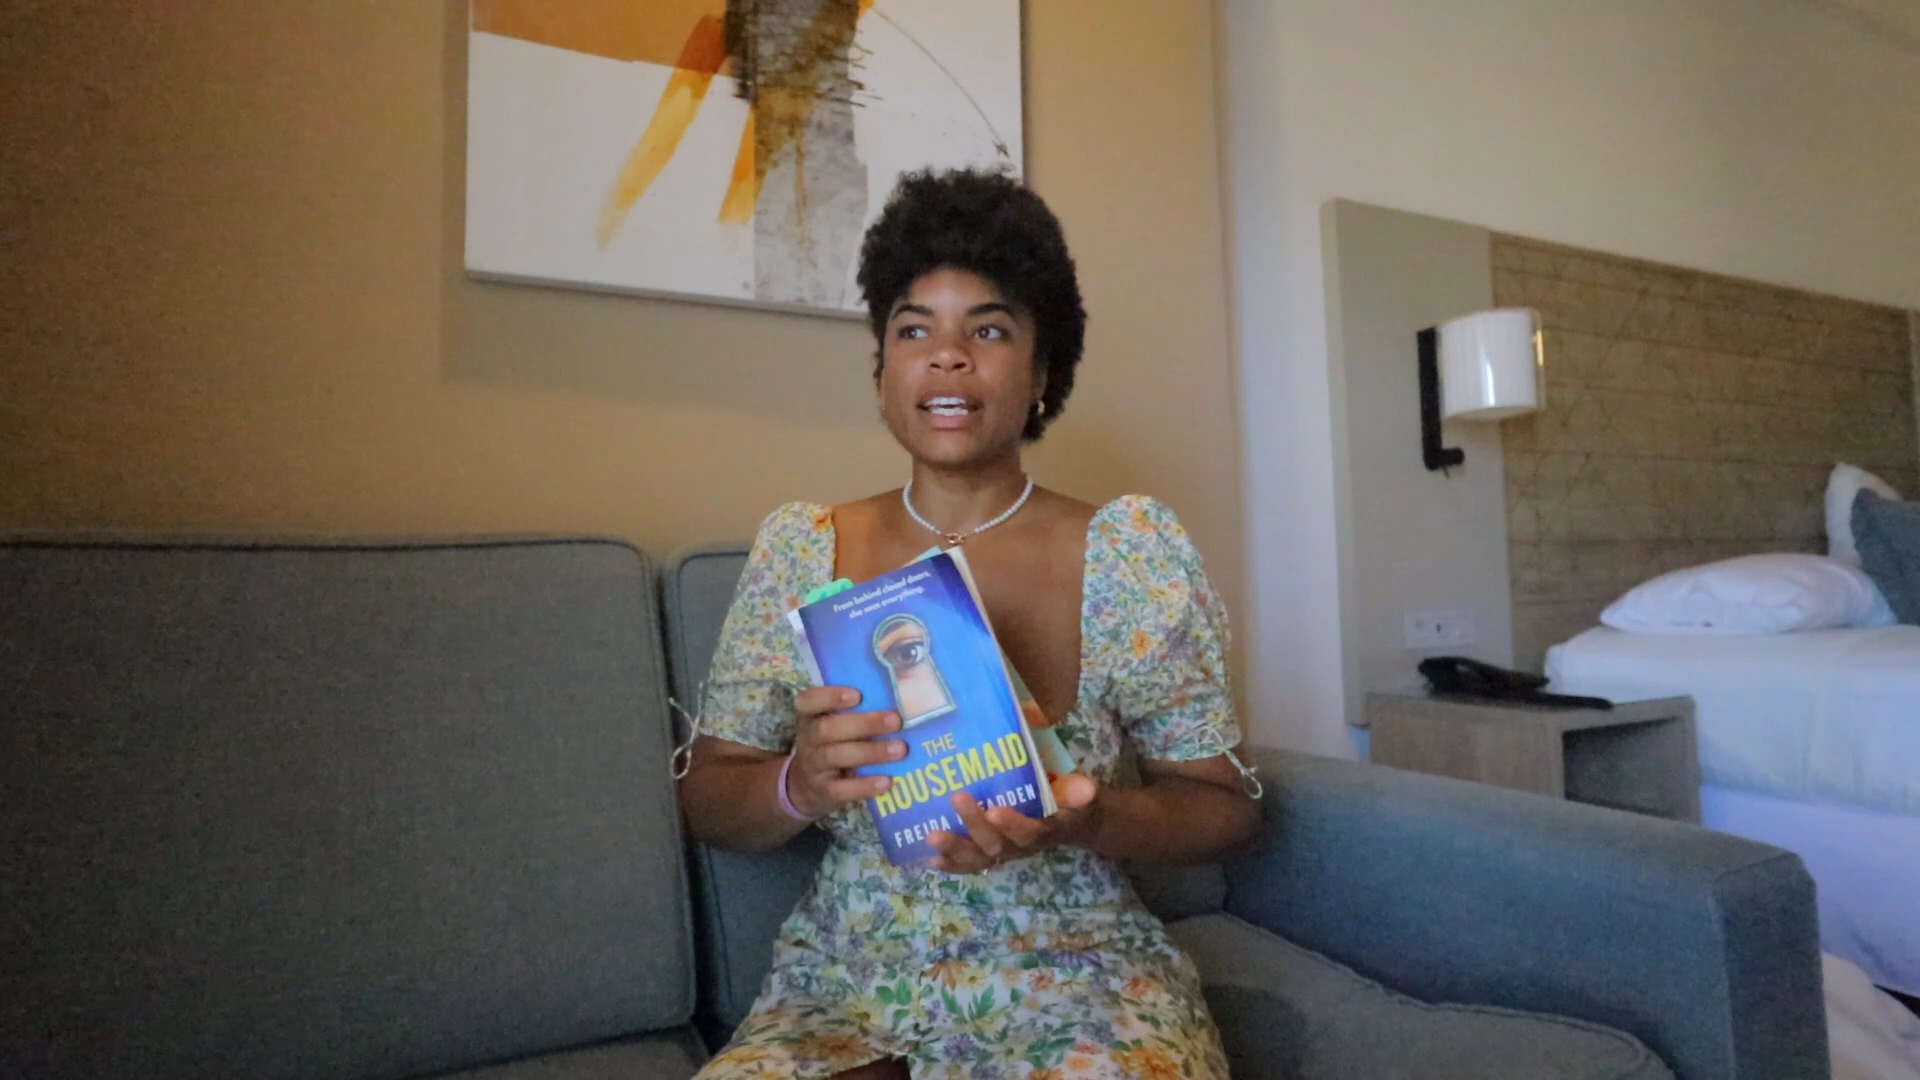 From behind closed doors,
she sees everything.
THE
HOUSEMAID
FREIDA